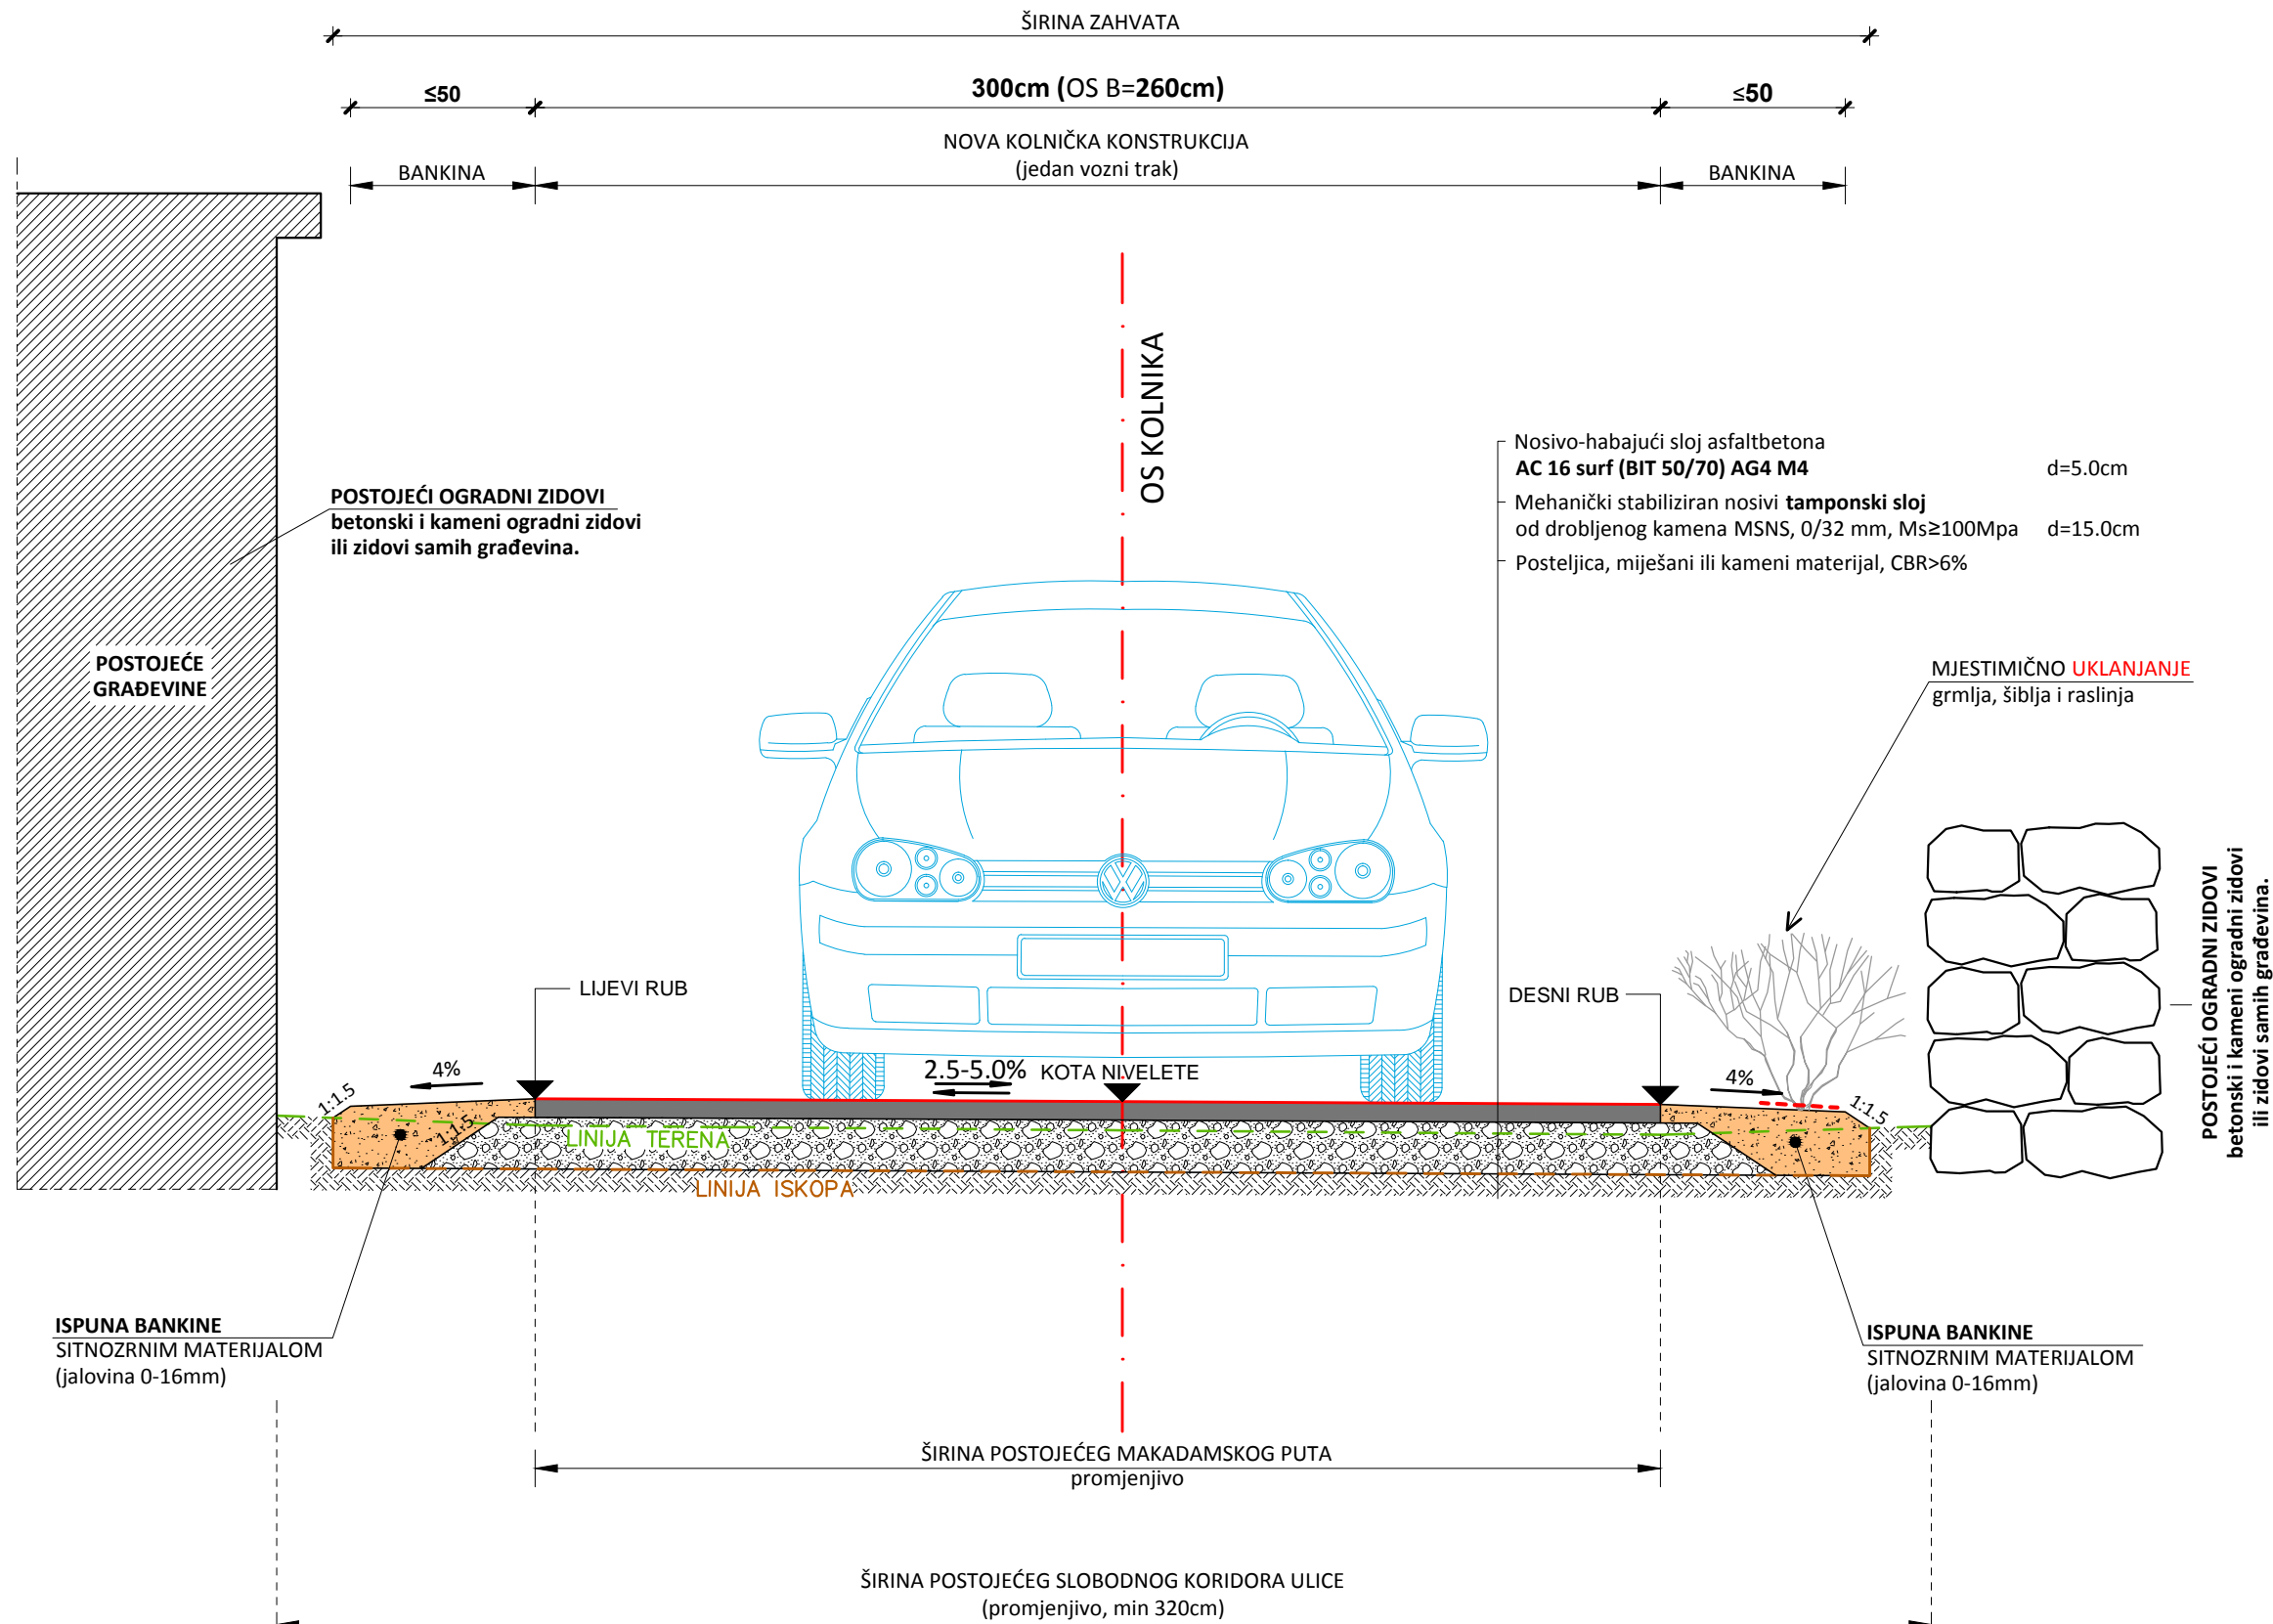 ŠIRINA ZAHVATA
≤50
300cm (OS B=260cm)
≤50
NOVA KOLNIČKA KONSTRUKCIJA
(jedan vozni trak)
BANKINA
BANKINA
OS KOLNIKA
Nosivo-habajući sloj asfaltbetona
AC 16 surf (BIT 50/70) AG4 M4 d=5.0cm
Mehanički stabiliziran nosivi tamponski sloj
od drobljenog kamena MSNS, 0/32 mm, Ms≥100Mpa d=15.0cm
Posteljica, miješani ili kameni materijal, CBR>6%
POSTOJEĆI OGRADNI ZIDOVI
betonski i kameni ogradni zidovi
ili zidovi samih građevina.
POSTOJEĆE
GRAĐEVINE
MJESTIMIČNO UKLANJANJE
grmlja, šiblja i raslinja
POSTOJEĆI OGRADNI ZIDOVI
betonski i kameni ogradni zidovi
ili zidovi samih građevina.
LIJEVI RUB
DESNI RUB
1:1.5
4%
2.5-5.0%
KOTA NIVELETE
4%
1:1.5
1:1.5
LINIJA TERENA
LINIJA ISKOPA
ISPUNA BANKINE
SITNOZRNIM MATERIJALOM
(jalovina 0-16mm)
ISPUNA BANKINE
SITNOZRNIM MATERIJALOM
(jalovina 0-16mm)
ŠIRINA POSTOJEĆEG MAKADAMSKOG PUTA
promjenjivo
ŠIRINA POSTOJEĆEG SLOBODNOG KORIDORA ULICE
(promjenjivo, min 320cm)